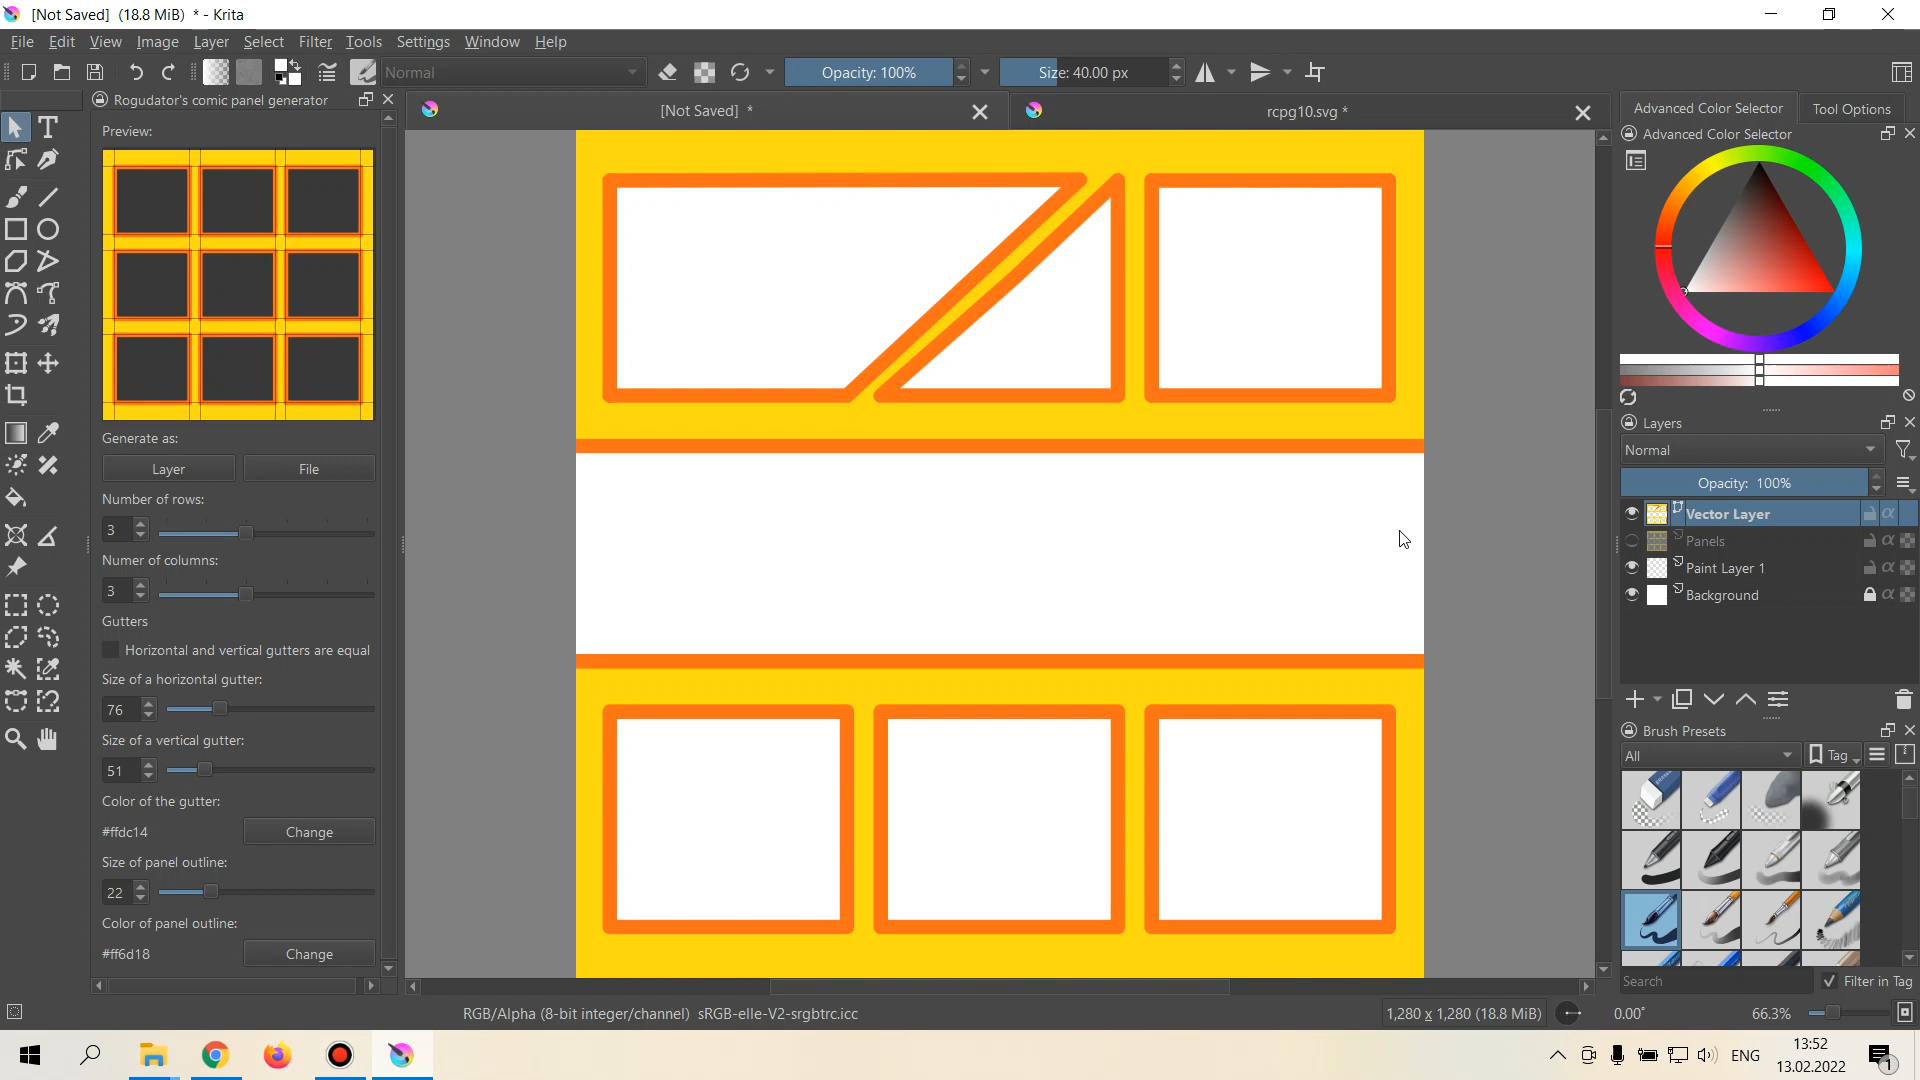 [Not Saved]  (18.8 MiB)  * - Krita
File Edit View Image Layer Select Filter Tools Settings Window Help
Normal Opacity: 100% Size: 40.00 px
Rogudator's comic panel generator
[Not Saved]  *
rcpg10.svg *
Advanced Color Selector Tool Options
Advanced Color Selector
Preview:
Generate as:
Layer File
Number of rows:
3
Numer of columns:
3
Gutters
Horizontal and vertical gutters are equal
Size of a horizontal gutter:
76
Size of a vertical gutter:
51
Color of the gutter:
#ffdc14 Change
Size of panel outline:
22
Color of panel outline:
#ff6d18 Change
Layers
Normal
Opacity:  100%
Vector Layer
Panels
Paint Layer 1
Background
Brush Presets
All Tag
Search Filter in Tag
RGB/Alpha (8-bit integer/channel)  sRGB-elle-V2-srgbtrc.icc
1,280 x 1,280 (18.8 MiB) 0.00° 66.3%
ENG
13:52
13.02.2022
1